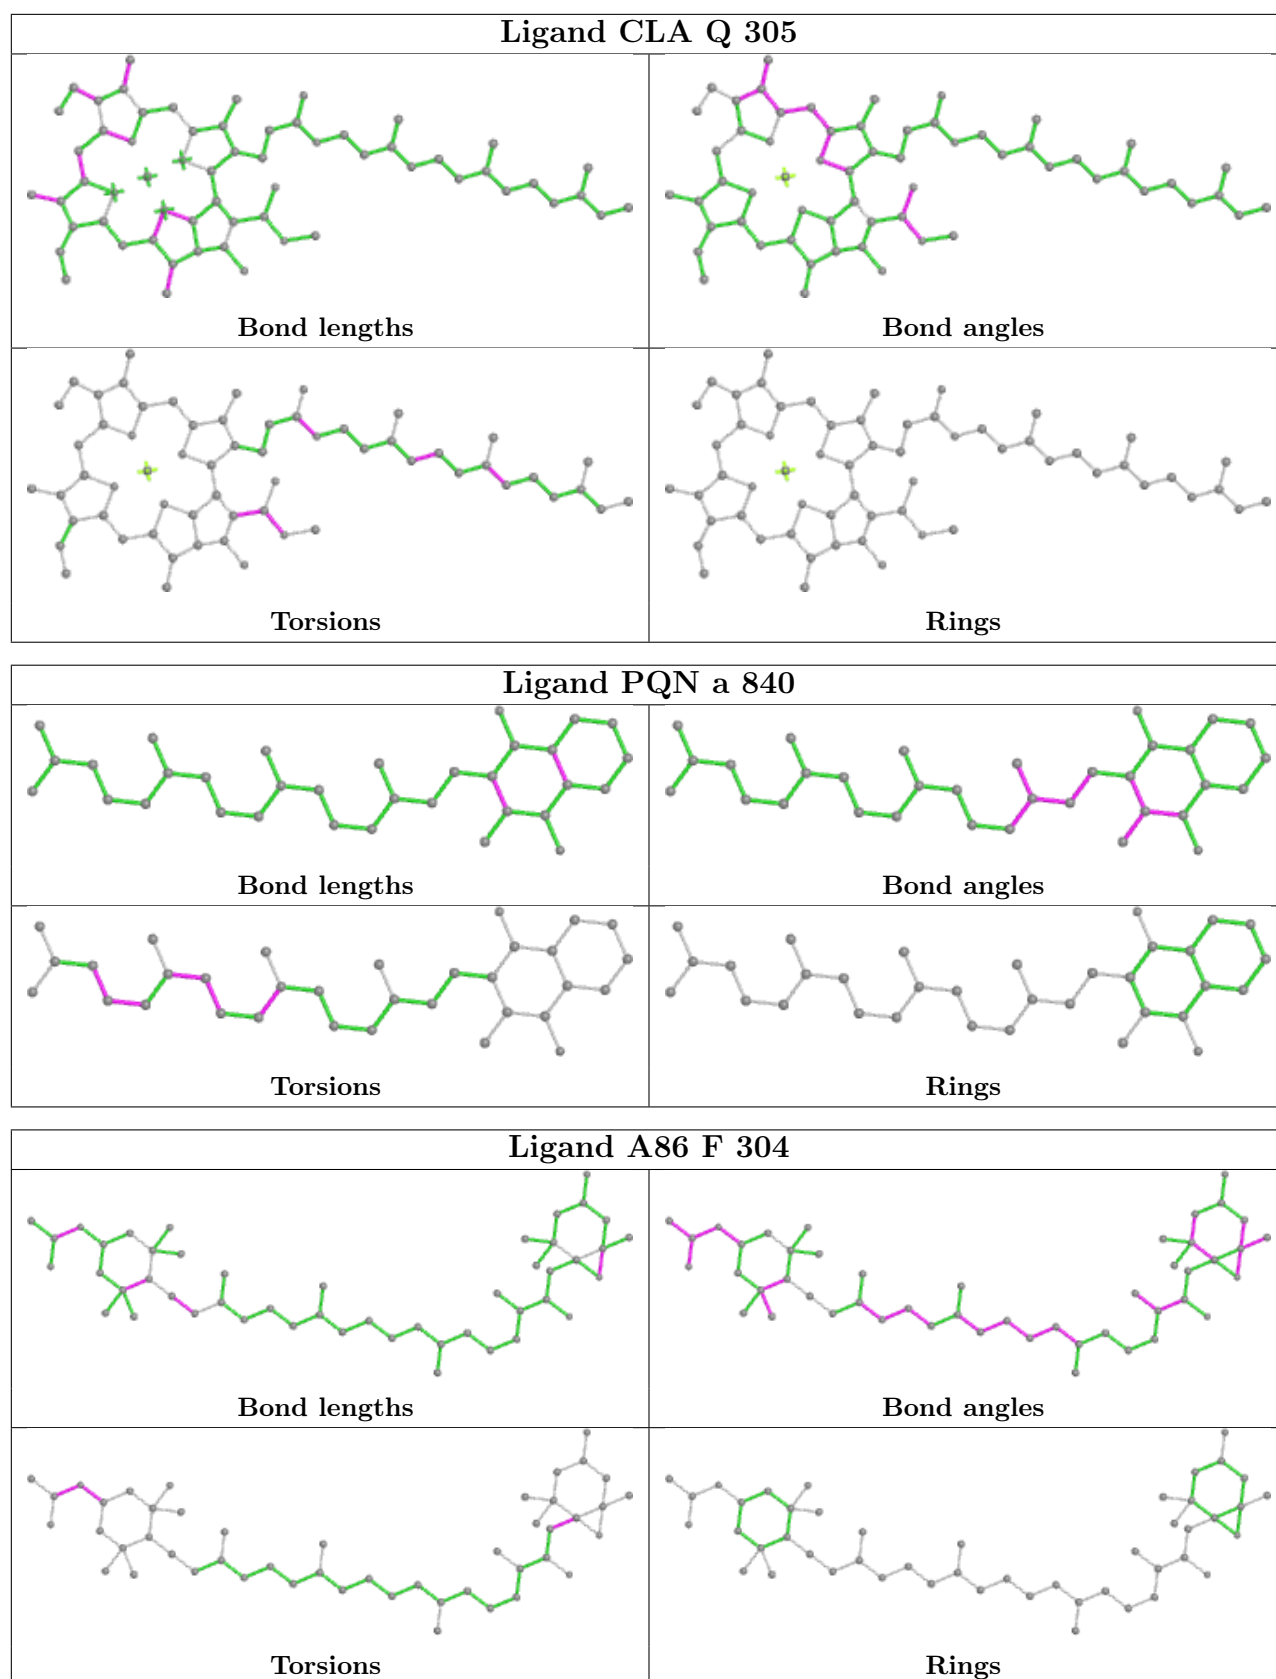 Ligand CLA Q 305
Bond lengths
Bond angles
Torsions
Rings
Ligand PQN a 840
Bond lengths
Bond angles
Torsions
Rings
Ligand A86 F 304
Bond lengths
Bond angles
Torsions
Rings